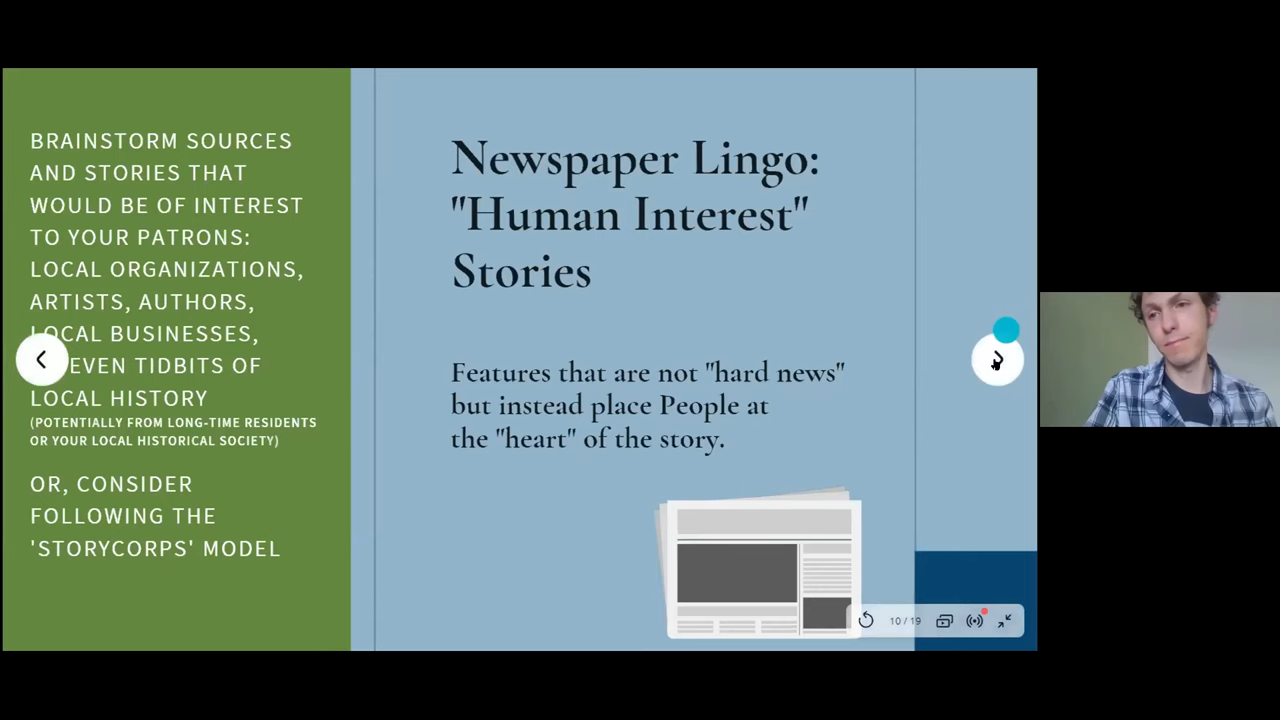 BRAINSTORM SOURCES
AND STORIES THAT
WOULD BE OF INTEREST
TO YOUR PATRONS:
LOCAL ORGANIZATIONS,
ARTISTS, AUTHORS,
LOCAL BUSINESSES,
EVEN TIDBITS OF
LOCAL HISTORY
(POTENTIALLY FROM LONG-TIME RESIDENTS
OR YOUR LOCAL HISTORICAL SOCIETY)
OR, CONSIDER
FOLLOWING THE
'STORYCORPS' MODEL
Newspaper Lingo:
"Human Interest"
Stories
Features that are not "hard news"
but instead place People at
the "heart" of the story.
10 / 19